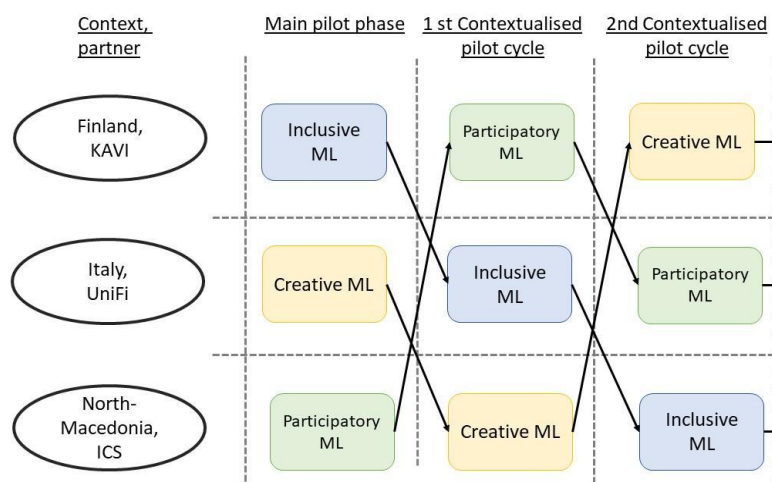 Context,
partner
Main pilot phase
1 st Contextualised
pilot cycle
2nd Contextualised
pilot cycle
Finland,
KAVI
Inclusive
ML
Participatory
ML
Creative ML
Italy,
UniFi
Creative ML
Inclusive
ML
Participatory
ML
North-
Macedonia,
ICS
Participatory
ML
Creative ML
Inclusive
ML